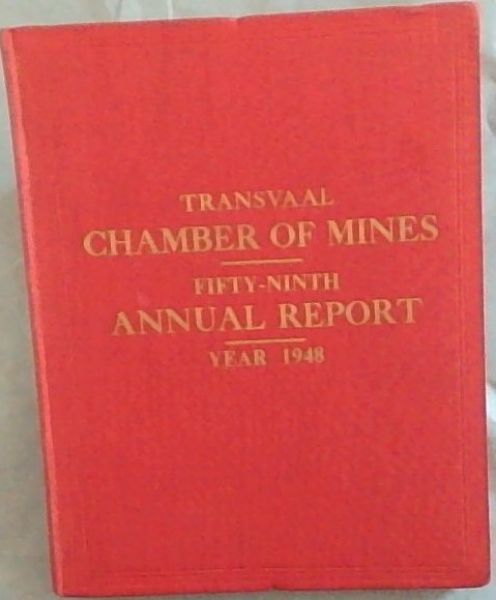 TRANSVAAL
CHAMBER OF MINES
FIFTY-NINTH
ANNUAL REPORT
YEAR 1948